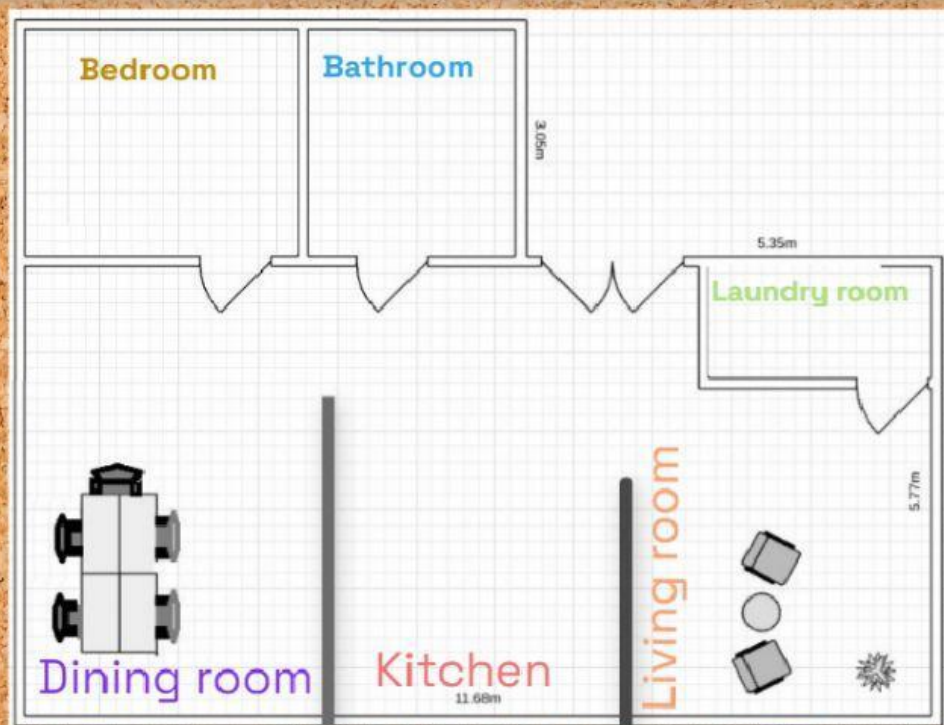 Bedroom
Bathroom
3.05m
5.35m
Laundry room
5.77m
Living room
Dining room
Kitchen
11.68m